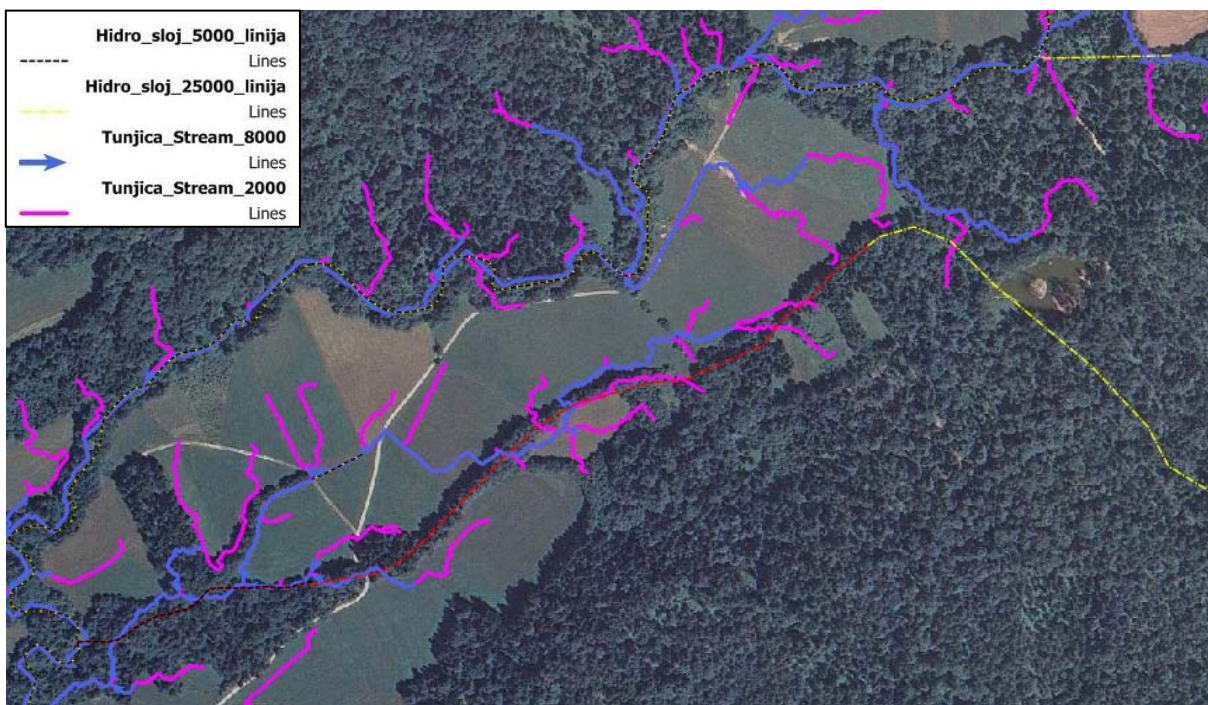 Hidro_sloj_5000_linija
Lines
Hidro_sloj_25000_linija
Lines
Tunjica_Stream_8000
Lines
Tunjica_Stream_2000
Lines